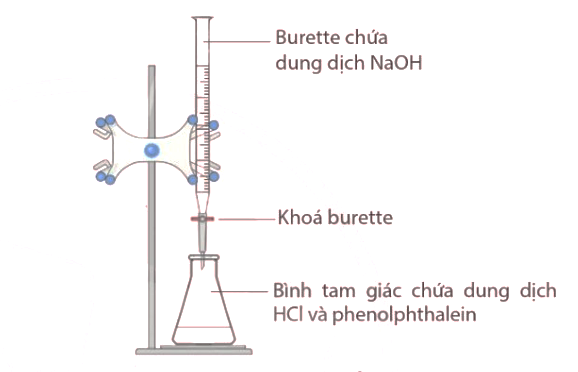 Burette chứa
dung dịch NaOH
Khoá burette
Bình tam giác chứa dung dịch
HCl và phenolphthalein